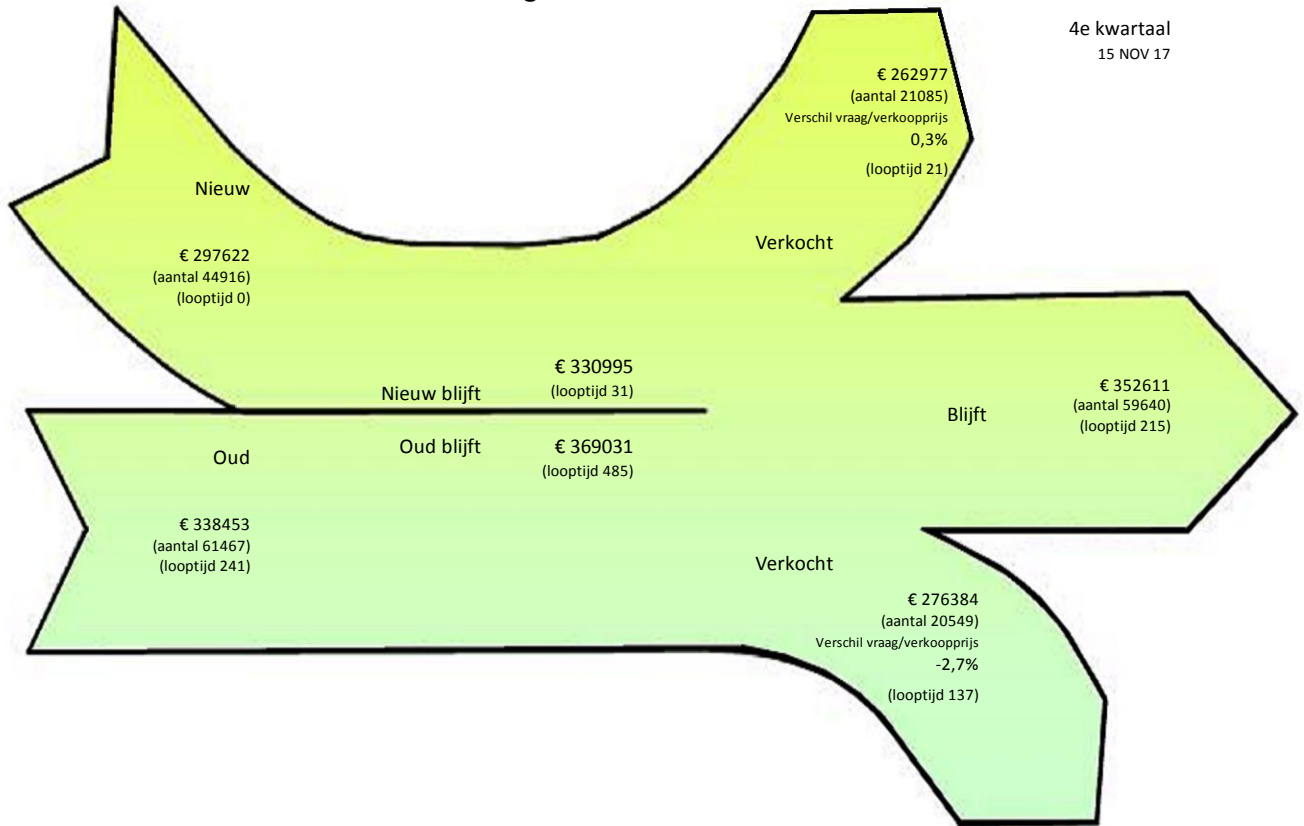 4e kwartaal
15 NOV 17
€ 262977
(aantal 21085)
Verschil vraag/verkoopprijs
0,3%
(looptijd 21)
Verkocht
Nieuw
€ 297622
(aantal 44916)
(looptijd 0)
Nieuw blijft
€ 330995
(looptijd 31)
Oud blijft
€ 369031
(looptijd 485)
Blijft
€ 352611
(aantal 59640)
(looptijd 215)
Oud
€ 338453
(aantal 61467)
(looptijd 241)
Verkocht
€ 276384
(aantal 20549)
Verschil vraag/verkoopprijs
-2,7%
(looptijd 137)